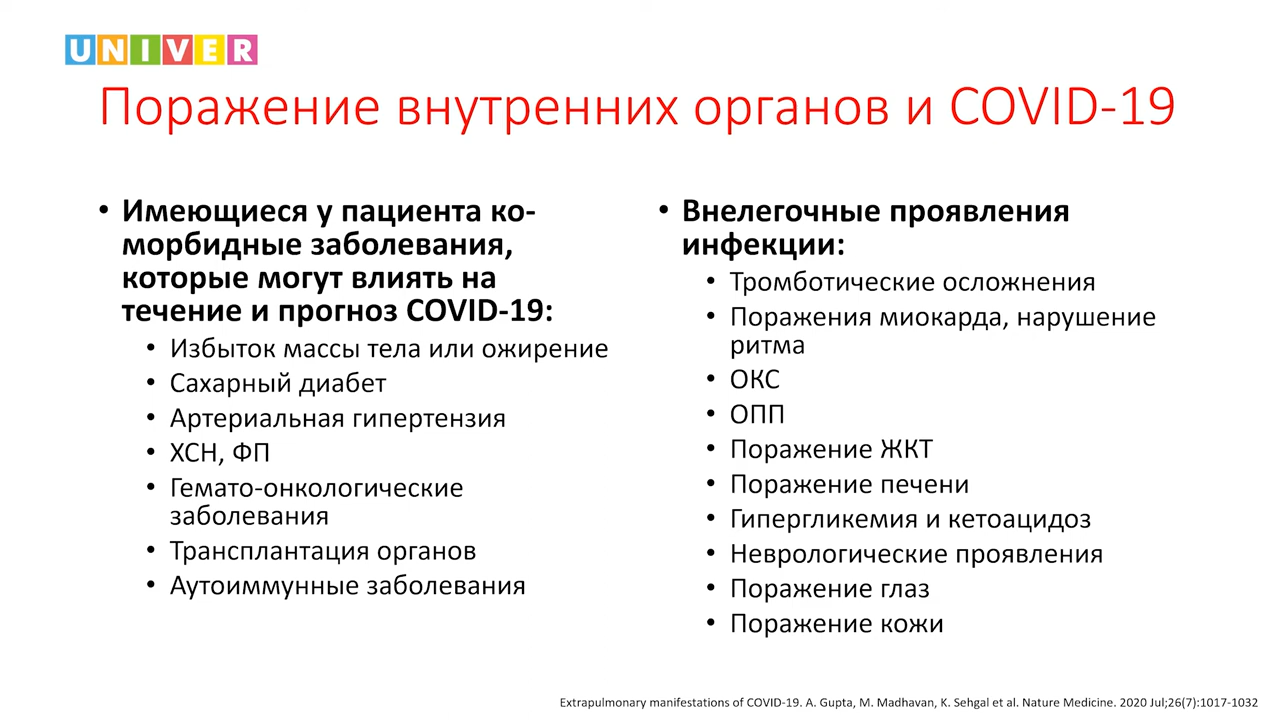 UNIVER
Поражение внутренних органов и COVID-19
• Имеющиеся у пациента ко-
морбидные заболевания,
которые могут влиять на
течение и прогноз COVID-19:
• Избыток массы тела или ожирение
• Сахарный диабет
• Артериальная гипертензия
• ХСН, ФП
• Гемато-онкологические
заболевания
• Трансплантация органов
• Аутоиммунные заболевания
• Внелегочные проявления
инфекции:
• Тромботические осложнения
• Поражения миокарда, нарушение
ритма
• ОКС
• ОПП
• Поражение ЖКТ
• Поражение печени
• Гипергликемия и кетоацидоз
• Неврологические проявления
• Поражение глаз
• Поражение кожи
Extrapulmonary manifestations of COVID-19. A. Gupta, M. Madhavan, K. Sehgal et al. Nature Medicine. 2020 Jul;26(7):1017-1032